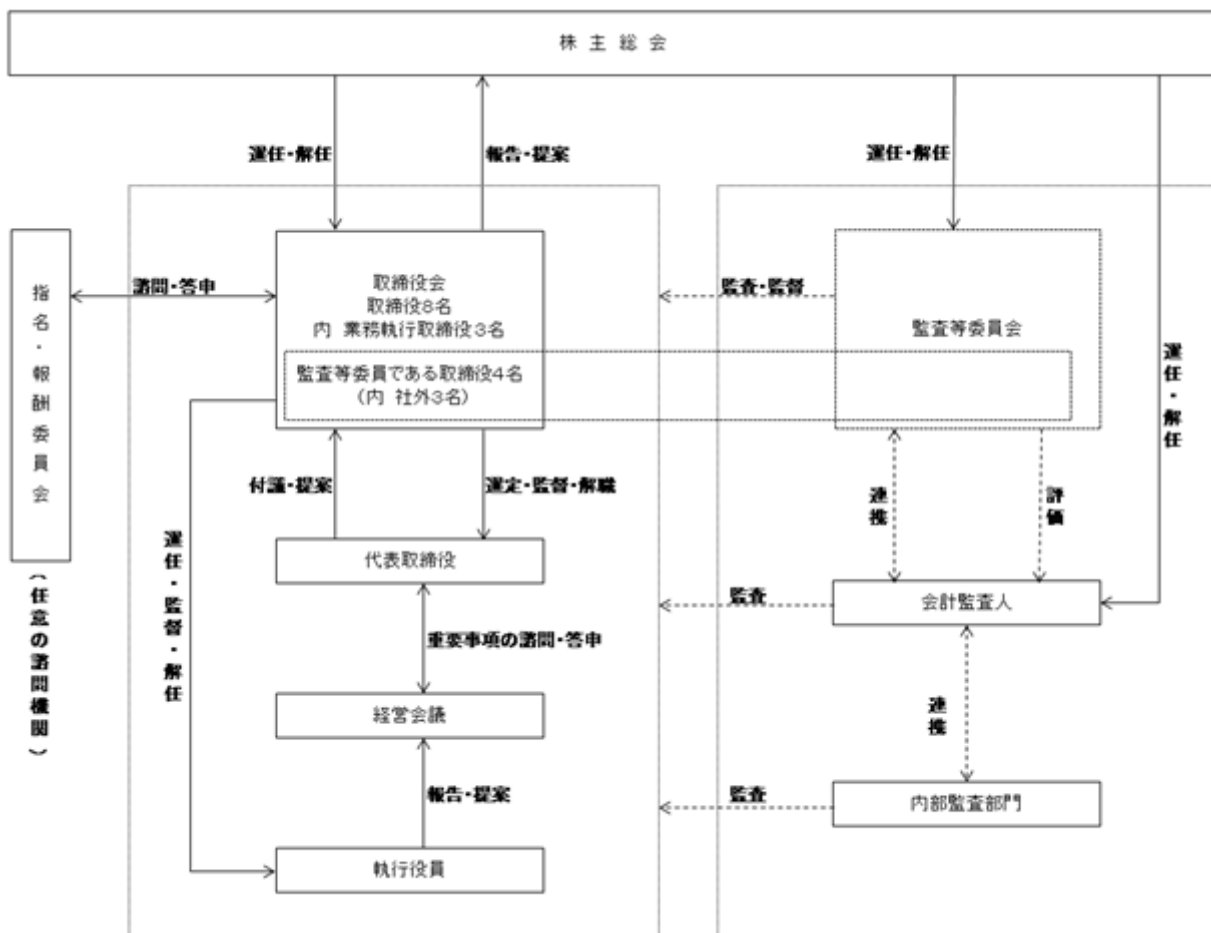 株主総会
選任・解任
報告・提案
選任・解任
選任・解任
指名・報酬委員会
(任意の諮問機関)
諮問・答申
取締役会
取締役8名
内 業務執行取締役3名
監査等委員である取締役4名
(内 社外3名)
監査・監督
監査等委員会
付議・提案
選定・監督・解職
選任・監督・解任
連携
評価
代表取締役
監査
会計監査人
重要事項の諮問・答申
経営会議
連携
報告・提案
監査
内部監査部門
執行役員